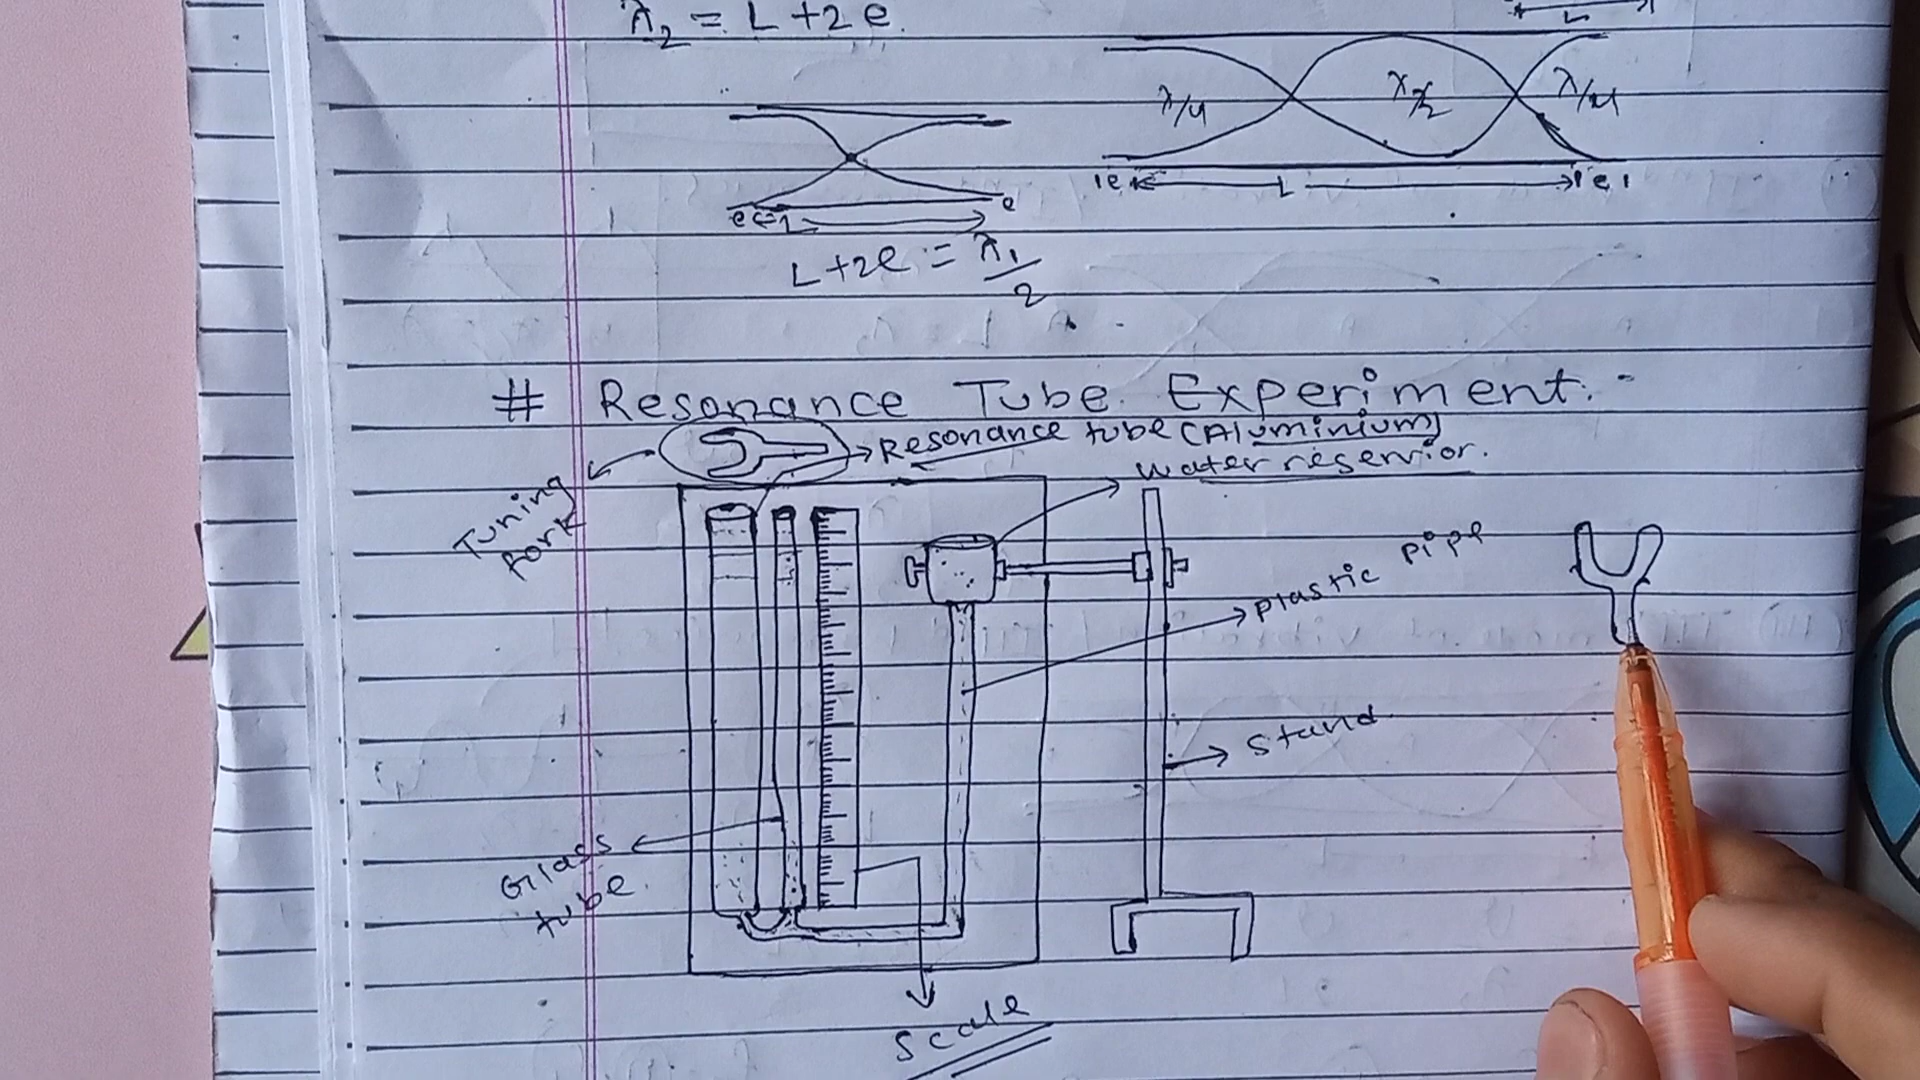 λ₂ = L + 2e
L
λ/4
λ/2
λ/4
e L e
e L e
L + 2e = λ₁/2
# Resonance Tube Experiment:-
Resonance tube (Aluminium)
water reservior.
Tuning
fork
plastic pipe
stand
Glass
tube
scale